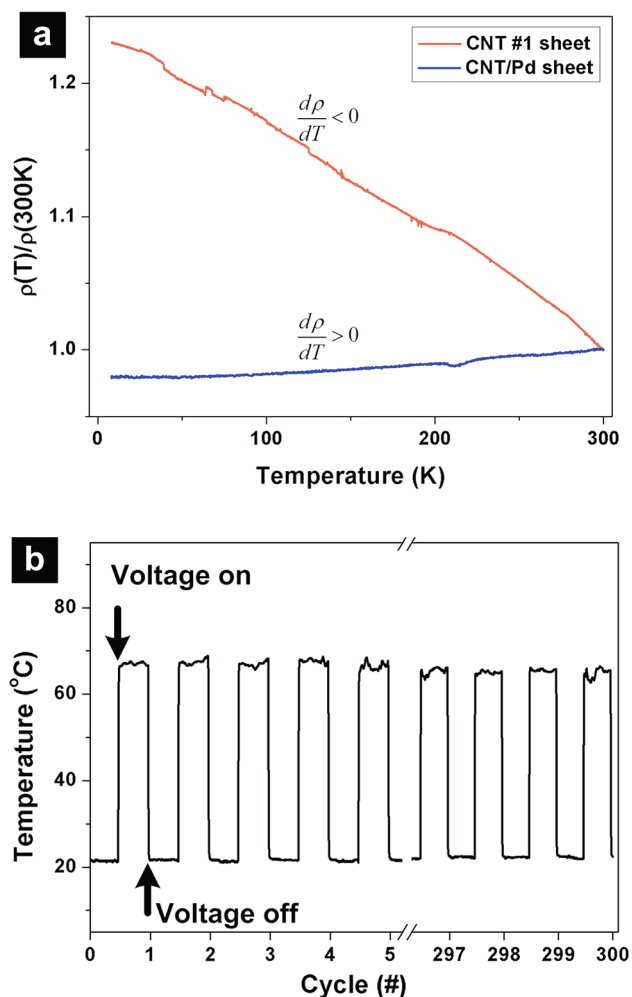 a
CNT #1 sheet
CNT/Pd sheet
1.2
1.1
1.0
ρ(T)/ρ(300K)
dρ/dT < 0
dρ/dT > 0
0 100 200 300
Temperature (K)
b
Voltage on
80
60
40
20
Temperature (°C)
Voltage off
0 1 2 3 4 5 297 298 299 300
Cycle (#)